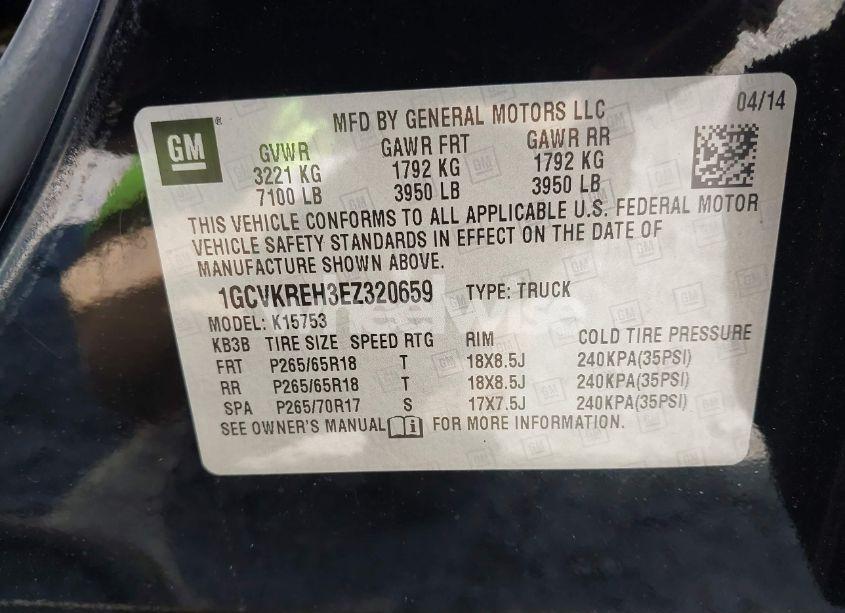 04/14
GM
MFD BY GENERAL MOTORS LLC
GVWR GAWR FRT GAWR RR
3221 KG 1792 KG 1792 KG
7100 LB 3950 LB 3950 LB
THIS VEHICLE CONFORMS TO ALL APPLICABLE U.S. FEDERAL MOTOR
VEHICLE SAFETY STANDARDS IN EFFECT ON THE DATE OF
MANUFACTURE SHOWN ABOVE.
1GCVKREH3EZ320659 TYPE: TRUCK
MODEL: K15753
KB3B TIRE SIZE SPEED RTG RIM COLD TIRE PRESSURE
FRT P265/65R18 T 18X8.5J 240KPA(35PSI)
RR P265/65R18 T 18X8.5J 240KPA(35PSI)
SPA P265/70R17 S 17X7.5J 240KPA(35PSI)
SEE OWNER'S MANUAL i FOR MORE INFORMATION.